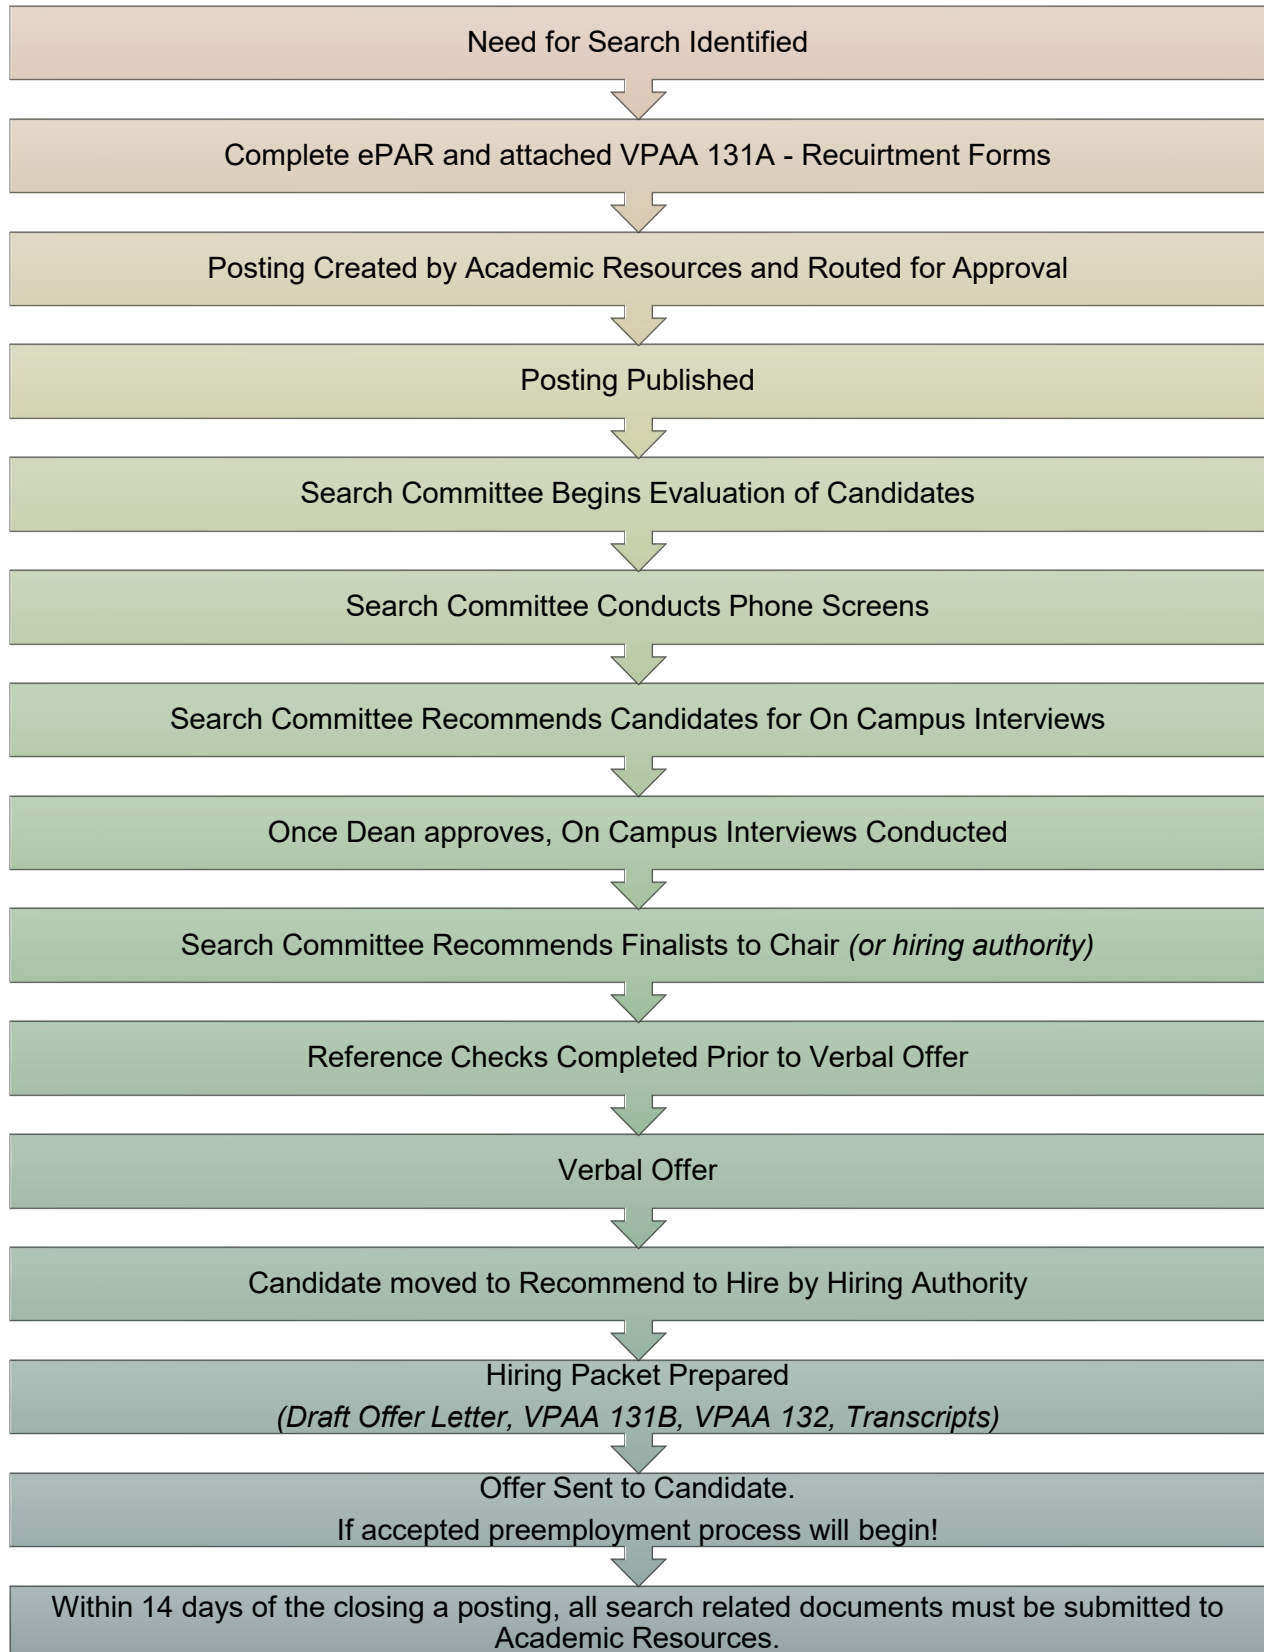 Need for Search Identified
Complete ePAR and attached VPAA 131A - Recuirtment Forms
Posting Created by Academic Resources and Routed for Approval
Posting Published
Search Committee Begins Evaluation of Candidates
Search Committee Conducts Phone Screens
Search Committee Recommends Candidates for On Campus Interviews
Once Dean approves, On Campus Interviews Conducted
Search Committee Recommends Finalists to Chair (or hiring authority)
Reference Checks Completed Prior to Verbal Offer
Verbal Offer
Candidate moved to Recommend to Hire by Hiring Authority
Hiring Packet Prepared
(Draft Offer Letter, VPAA 131B, VPAA 132, Transcripts)
Offer Sent to Candidate.
If accepted preemployment process will begin!
Within 14 days of the closing a posting, all search related documents must be submitted to
Academic Resources.